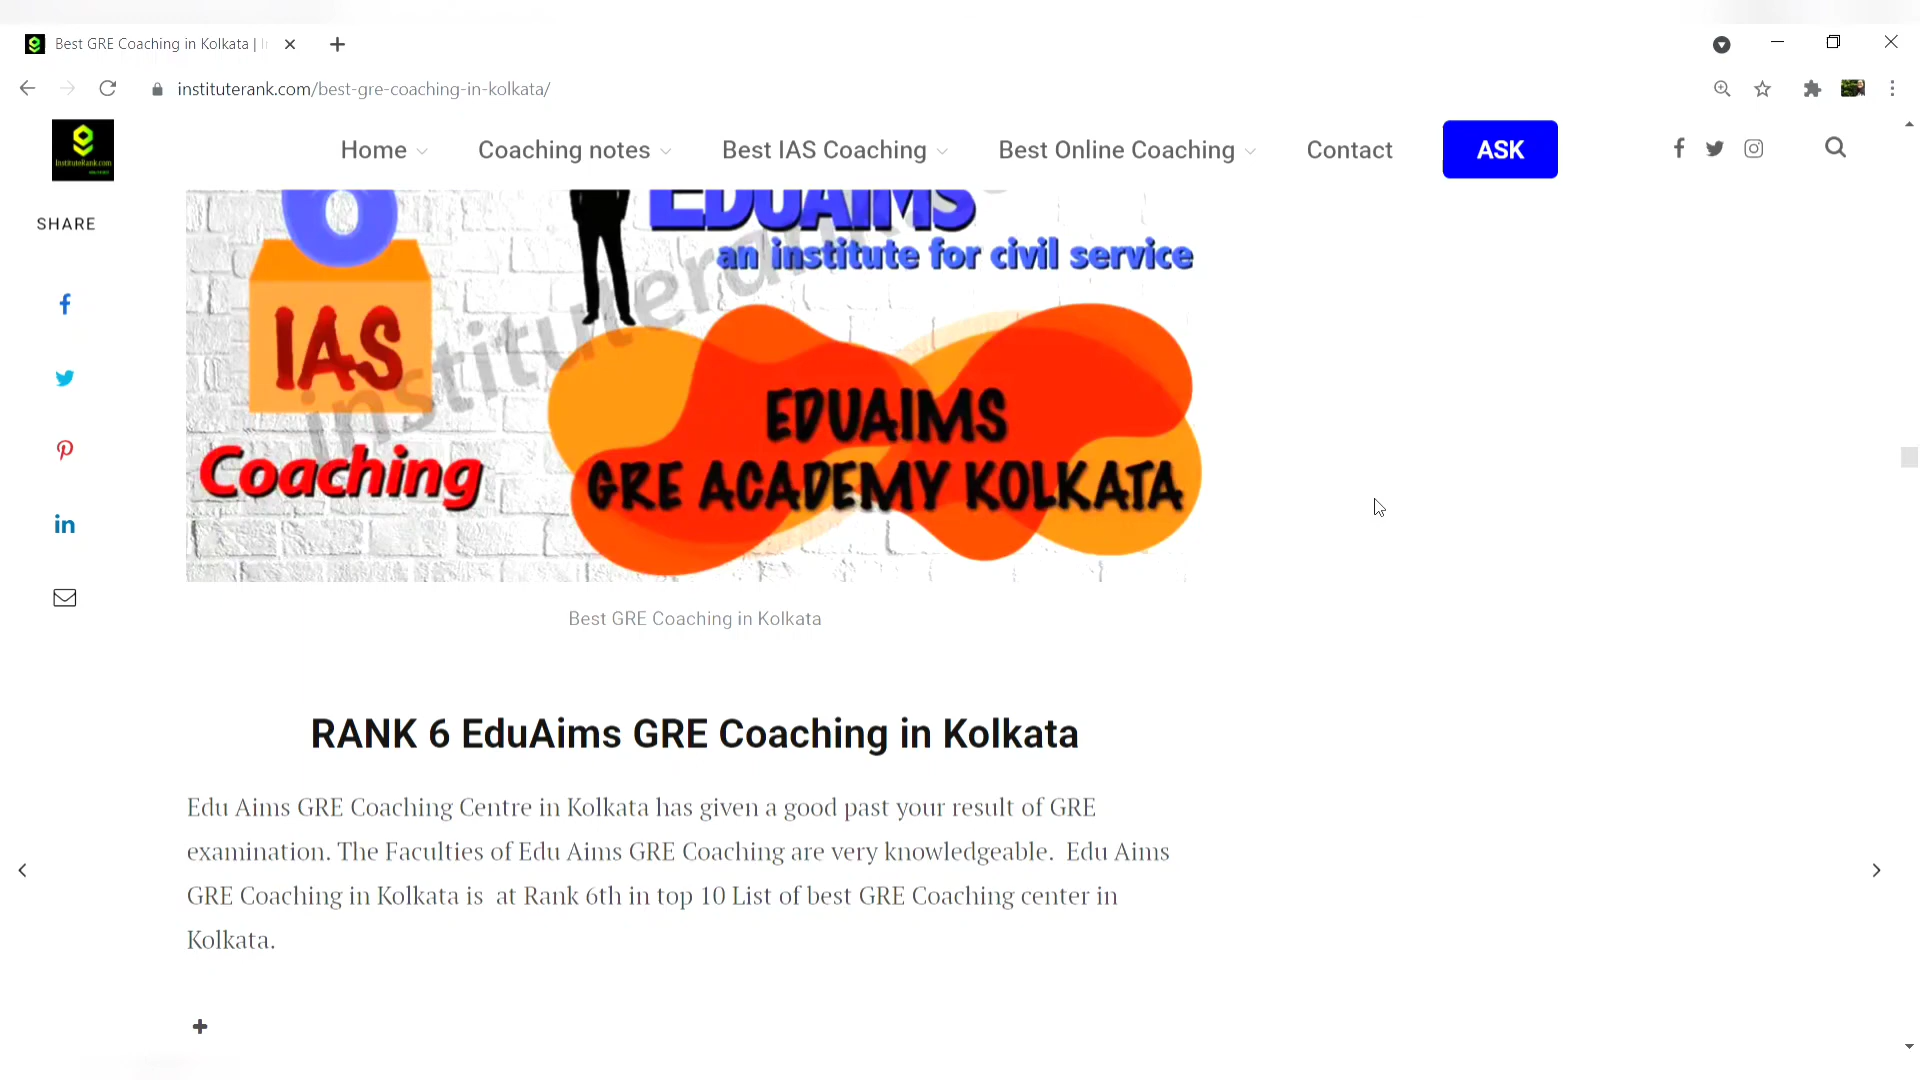 Best GRE Coaching in Kolkata |
instituterank.com/best-gre-coaching-in-kolkata/
InstituteRank.com
Home
Coaching notes
Best IAS Coaching
Best Online Coaching
Contact
ASK
SHARE
6
EDUAIMS
an institute for civil service
instituterank
IAS
Coaching
EDUAIMS
GRE ACADEMY KOLKATA
Best GRE Coaching in Kolkata
RANK 6 EduAims GRE Coaching in Kolkata
Edu Aims GRE Coaching Centre in Kolkata has given a good past your result of GRE
examination. The Faculties of Edu Aims GRE Coaching are very knowledgeable.  Edu Aims
GRE Coaching in Kolkata is  at Rank 6th in top 10 List of best GRE Coaching center in
Kolkata.